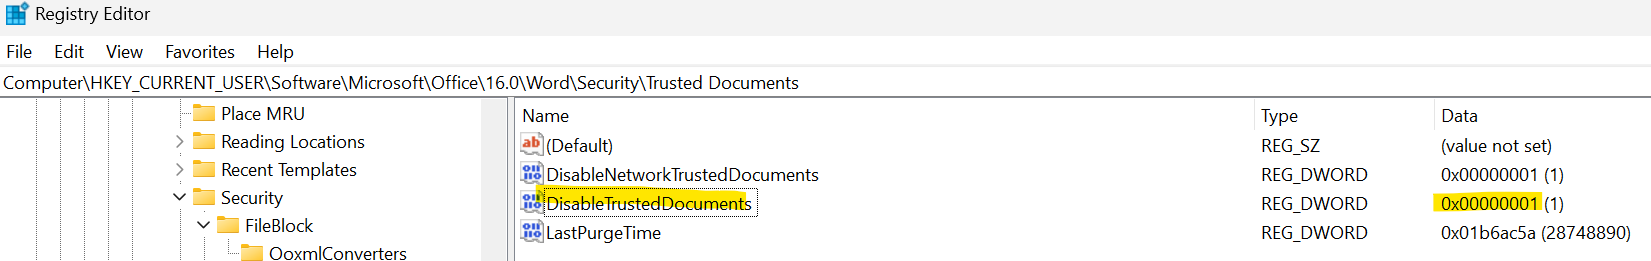 Registry Editor
File Edit View Favorites Help
Computer\HKEY_CURRENT_USER\Software\Microsoft\Office\16.0\Word\Security\Trusted Documents
Place MRU
Reading Locations
Recent Templates
Security
FileBlock
OoxmlConverters
Name Type Data
ab (Default) REG_SZ (value not set)
DisableNetworkTrustedDocuments REG_DWORD 0x00000001 (1)
DisableTrustedDocuments REG_DWORD 0x00000001 (1)
LastPurgeTime REG_DWORD 0x01b6ac5a (28748890)